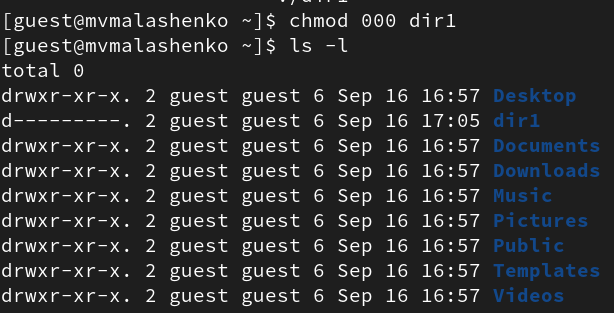 [guest@mvmalashenko ~]$ chmod 000 dir1
[guest@mvmalashenko ~]$ ls -l
total 0
drwxr-xr-x. 2 guest guest 6 Sep 16 16:57 Desktop
d---------. 2 guest guest 6 Sep 16 17:05 dir1
drwxr-xr-x. 2 guest guest 6 Sep 16 16:57 Documents
drwxr-xr-x. 2 guest guest 6 Sep 16 16:57 Downloads
drwxr-xr-x. 2 guest guest 6 Sep 16 16:57 Music
drwxr-xr-x. 2 guest guest 6 Sep 16 16:57 Pictures
drwxr-xr-x. 2 guest guest 6 Sep 16 16:57 Public
drwxr-xr-x. 2 guest guest 6 Sep 16 16:57 Templates
drwxr-xr-x. 2 guest guest 6 Sep 16 16:57 Videos